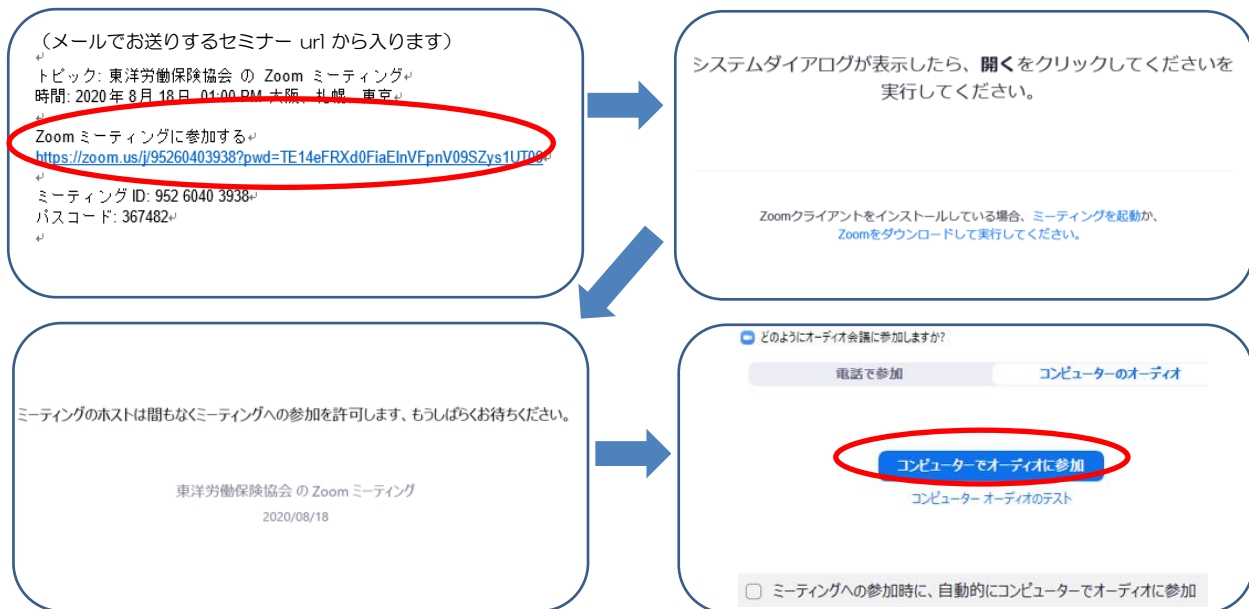 （メールでお送りするセミナー url から入ります）
トピック: 東洋労働保険協会 の Zoom ミーティング
時間: 2020 年 8 月 18 日 01:00 PM 大阪、札幌、東京
Zoom ミーティングに参加する
https://zoom.us/j/95260403938?pwd=TE14eFRXd0FiaElnVFpnV09SZys1UT09
ミーティング ID: 952 6040 3938
パスコード: 367482
システムダイアログが表示したら、開くをクリックしてくださいを
実行してください。
Zoomクライアントをインストールしている場合、ミーティングを起動か、
Zoomをダウンロードして実行してください。
ミーティングのホストは間もなくミーティングへの参加を許可します、もうしばらくお待ちください。
東洋労働保険協会 の Zoom ミーティング
2020/08/18
どのようにオーディオ会議に参加しますか?
電話で参加
コンピューターのオーディオ
コンピューターでオーディオに参加
コンピューター オーディオのテスト
ミーティングへの参加時に、自動的にコンピューターでオーディオに参加